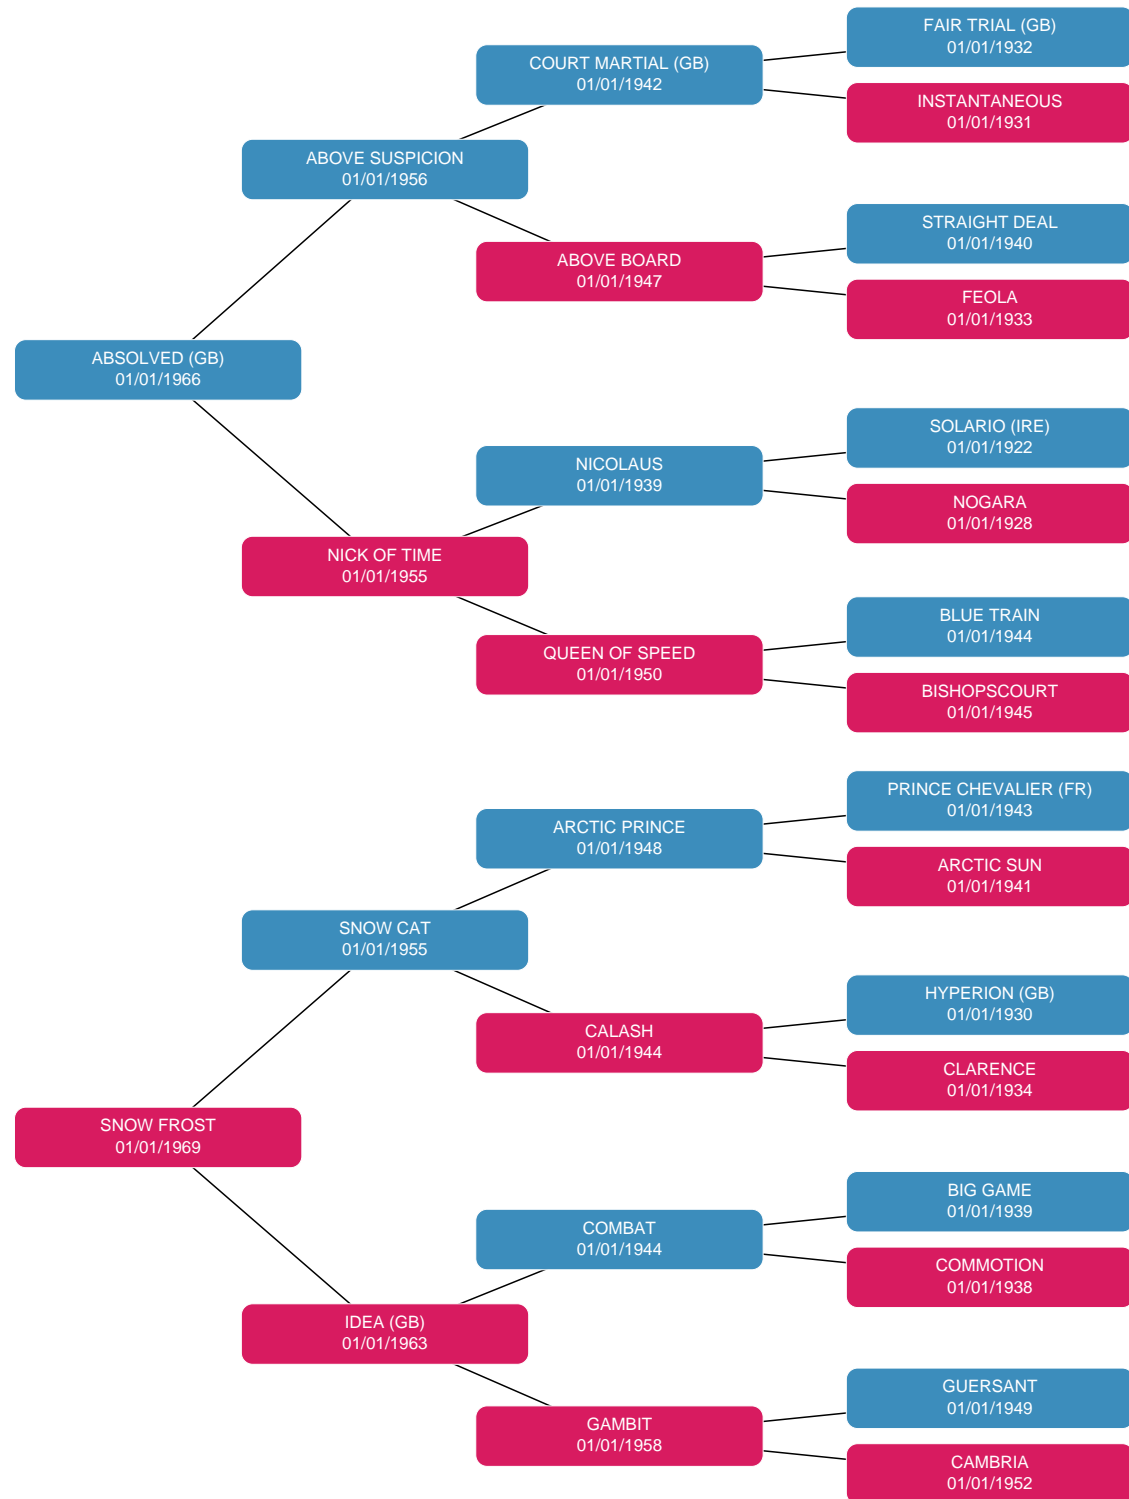 FAIR TRIAL (GB)
01/01/1932
COURT MARTIAL (GB)
01/01/1942
INSTANTANEOUS
01/01/1931
ABOVE SUSPICION
01/01/1956
STRAIGHT DEAL
01/01/1940
ABOVE BOARD
01/01/1947
FEOLA
01/01/1933
ABSOLVED (GB)
01/01/1966
SOLARIO (IRE)
01/01/1922
NICOLAUS
01/01/1939
NOGARA
01/01/1928
NICK OF TIME
01/01/1955
BLUE TRAIN
01/01/1944
QUEEN OF SPEED
01/01/1950
BISHOPSCOURT
01/01/1945
PRINCE CHEVALIER (FR)
01/01/1943
ARCTIC PRINCE
01/01/1948
ARCTIC SUN
01/01/1941
SNOW CAT
01/01/1955
HYPERION (GB)
01/01/1930
CALASH
01/01/1944
CLARENCE
01/01/1934
SNOW FROST
01/01/1969
BIG GAME
01/01/1939
COMBAT
01/01/1944
COMMOTION
01/01/1938
IDEA (GB)
01/01/1963
GUERSANT
01/01/1949
GAMBIT
01/01/1958
CAMBRIA
01/01/1952